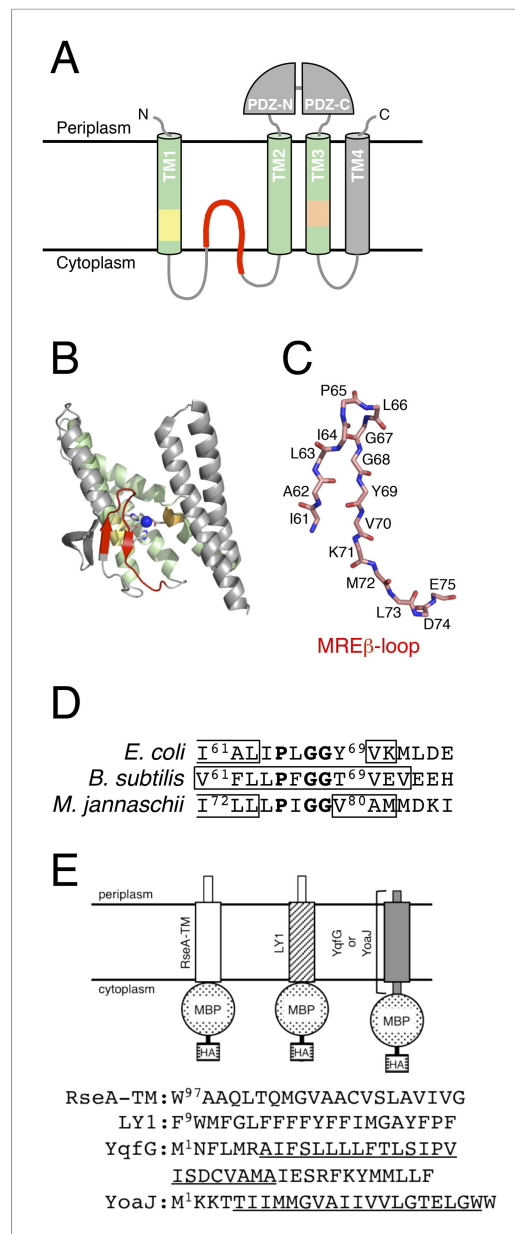 A
N
PDZ-N
PDZ-C
C
Periplasm
TM1
TM2
TM3
TM4
Cytoplasm
B
C
P65
L66
I64
G67
L63
G68
A62
Y69
I61
V70
K71
M72
E75
L73
D74
MREβ-loop
D
E. coli I⁶¹ALIPLGGY⁶⁹VKMLDE
B. subtilis V⁶¹FLLPFGGT⁶⁹VEVEEH
M. jannaschii I⁷²LLLPIGGV⁸⁰AMMDKI
E
periplasm
RseA-TM
LY1
YqfG
or
YoaJ
cytoplasm
MBP
MBP
MBP
HA
HA
HA
RseA-TM:W⁹⁷AAQLTQMGVAACVSLAVIVG
LY1:F⁹WMFGLFFFFYFFIMGAYFPF
YqfG:M¹NFLMRAIFSLLLLFTLSIPV
ISDCVAMAIESRFKYMMLLF
YoaJ:M¹KKTTIIMMGVAIIVVLGTELGWW